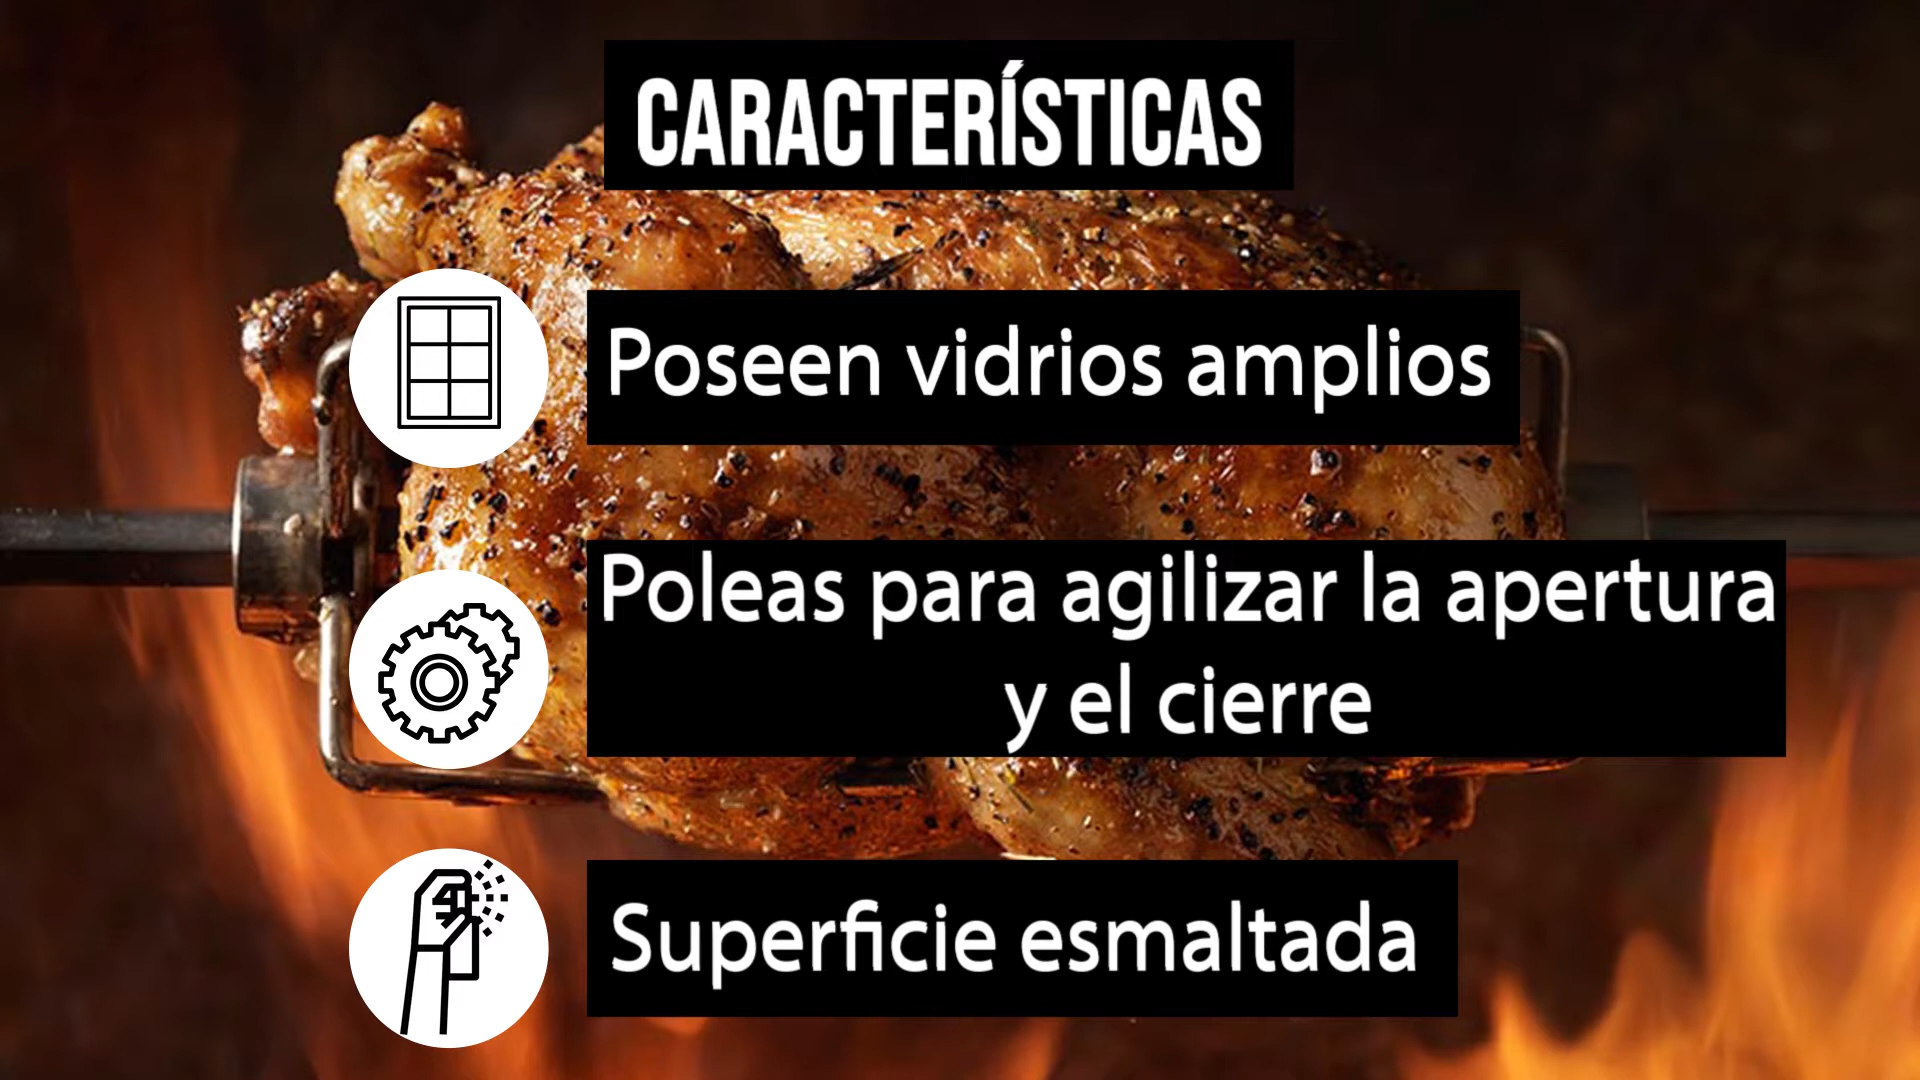 CARACTERÍSTICAS
Poseen vidrios amplios
Poleas para agilizar la apertura
y el cierre
Superficie esmaltada